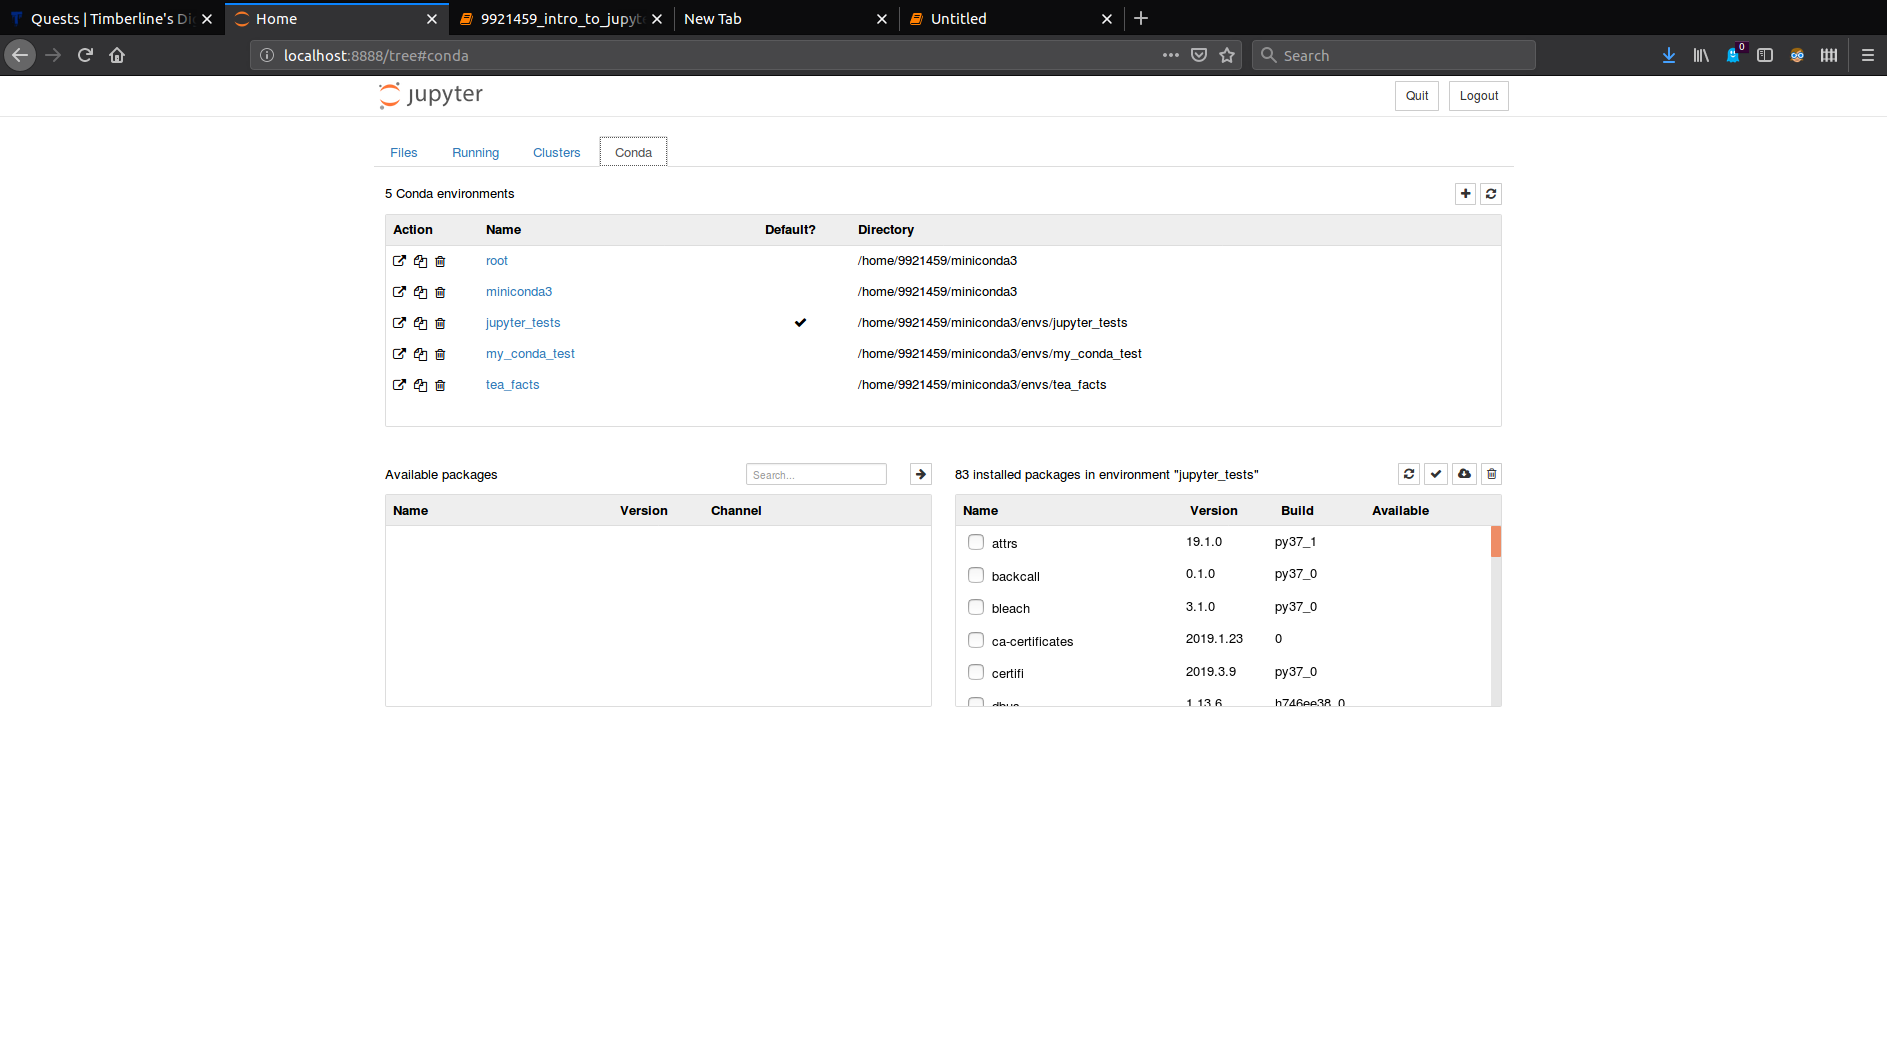 Quests | Timberline's Di
Home
9921459_intro_to_jupyt
New Tab
Untitled
localhost:8888/tree#conda
Search
0
jupyter
Quit
Logout
Files
Running
Clusters
Conda
5 Conda environments
Action Name Default? Directory
root /home/9921459/miniconda3
miniconda3 /home/9921459/miniconda3
jupyter_tests /home/9921459/miniconda3/envs/jupyter_tests
my_conda_test /home/9921459/miniconda3/envs/my_conda_test
tea_facts /home/9921459/miniconda3/envs/tea_facts
Available packages
Search...
Name Version Channel
83 installed packages in environment "jupyter_tests"
Name Version Build Available
attrs 19.1.0 py37_1
backcall 0.1.0 py37_0
bleach 3.1.0 py37_0
ca-certificates 2019.1.23 0
certifi 2019.3.9 py37_0
dbus 1.13.6 h746ee38_0